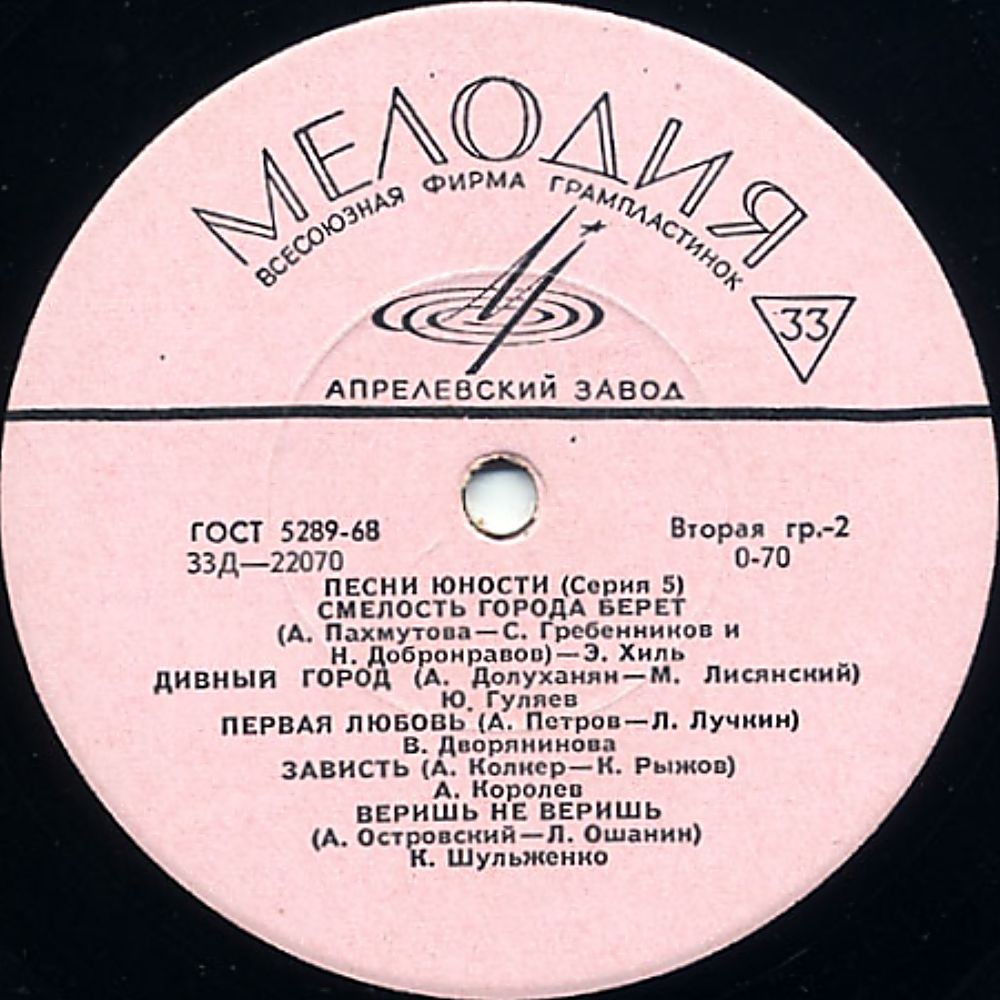 МЕЛОДИЯ
ВСЕСОЮЗНАЯ ФИРМА ГРАМПЛАСТИНОК
33
АПРЕЛЕВСКИЙ ЗАВОД
ГОСТ 5289-68 Вторая гр.-2
33Д—22070 0-70
ПЕСНИ ЮНОСТИ (Серия 5)
СМЕЛОСТЬ ГОРОДА БЕРЕТ
(А. Пахмутова—С. Гребенников и
Н. Добронравов)—Э. Хиль
ДИВНЫЙ ГОРОД (А. Долуханян—М. Лисянский)
Ю. Гуляев
ПЕРВАЯ ЛЮБОВЬ (А. Петров—Л. Лучкин)
В. Дворянинова
ЗАВИСТЬ (А. Колкер—К. Рыжов)
А. Королев
ВЕРИШЬ НЕ ВЕРИШЬ
(А. Островский—Л. Ошанин)
К. Шульженко